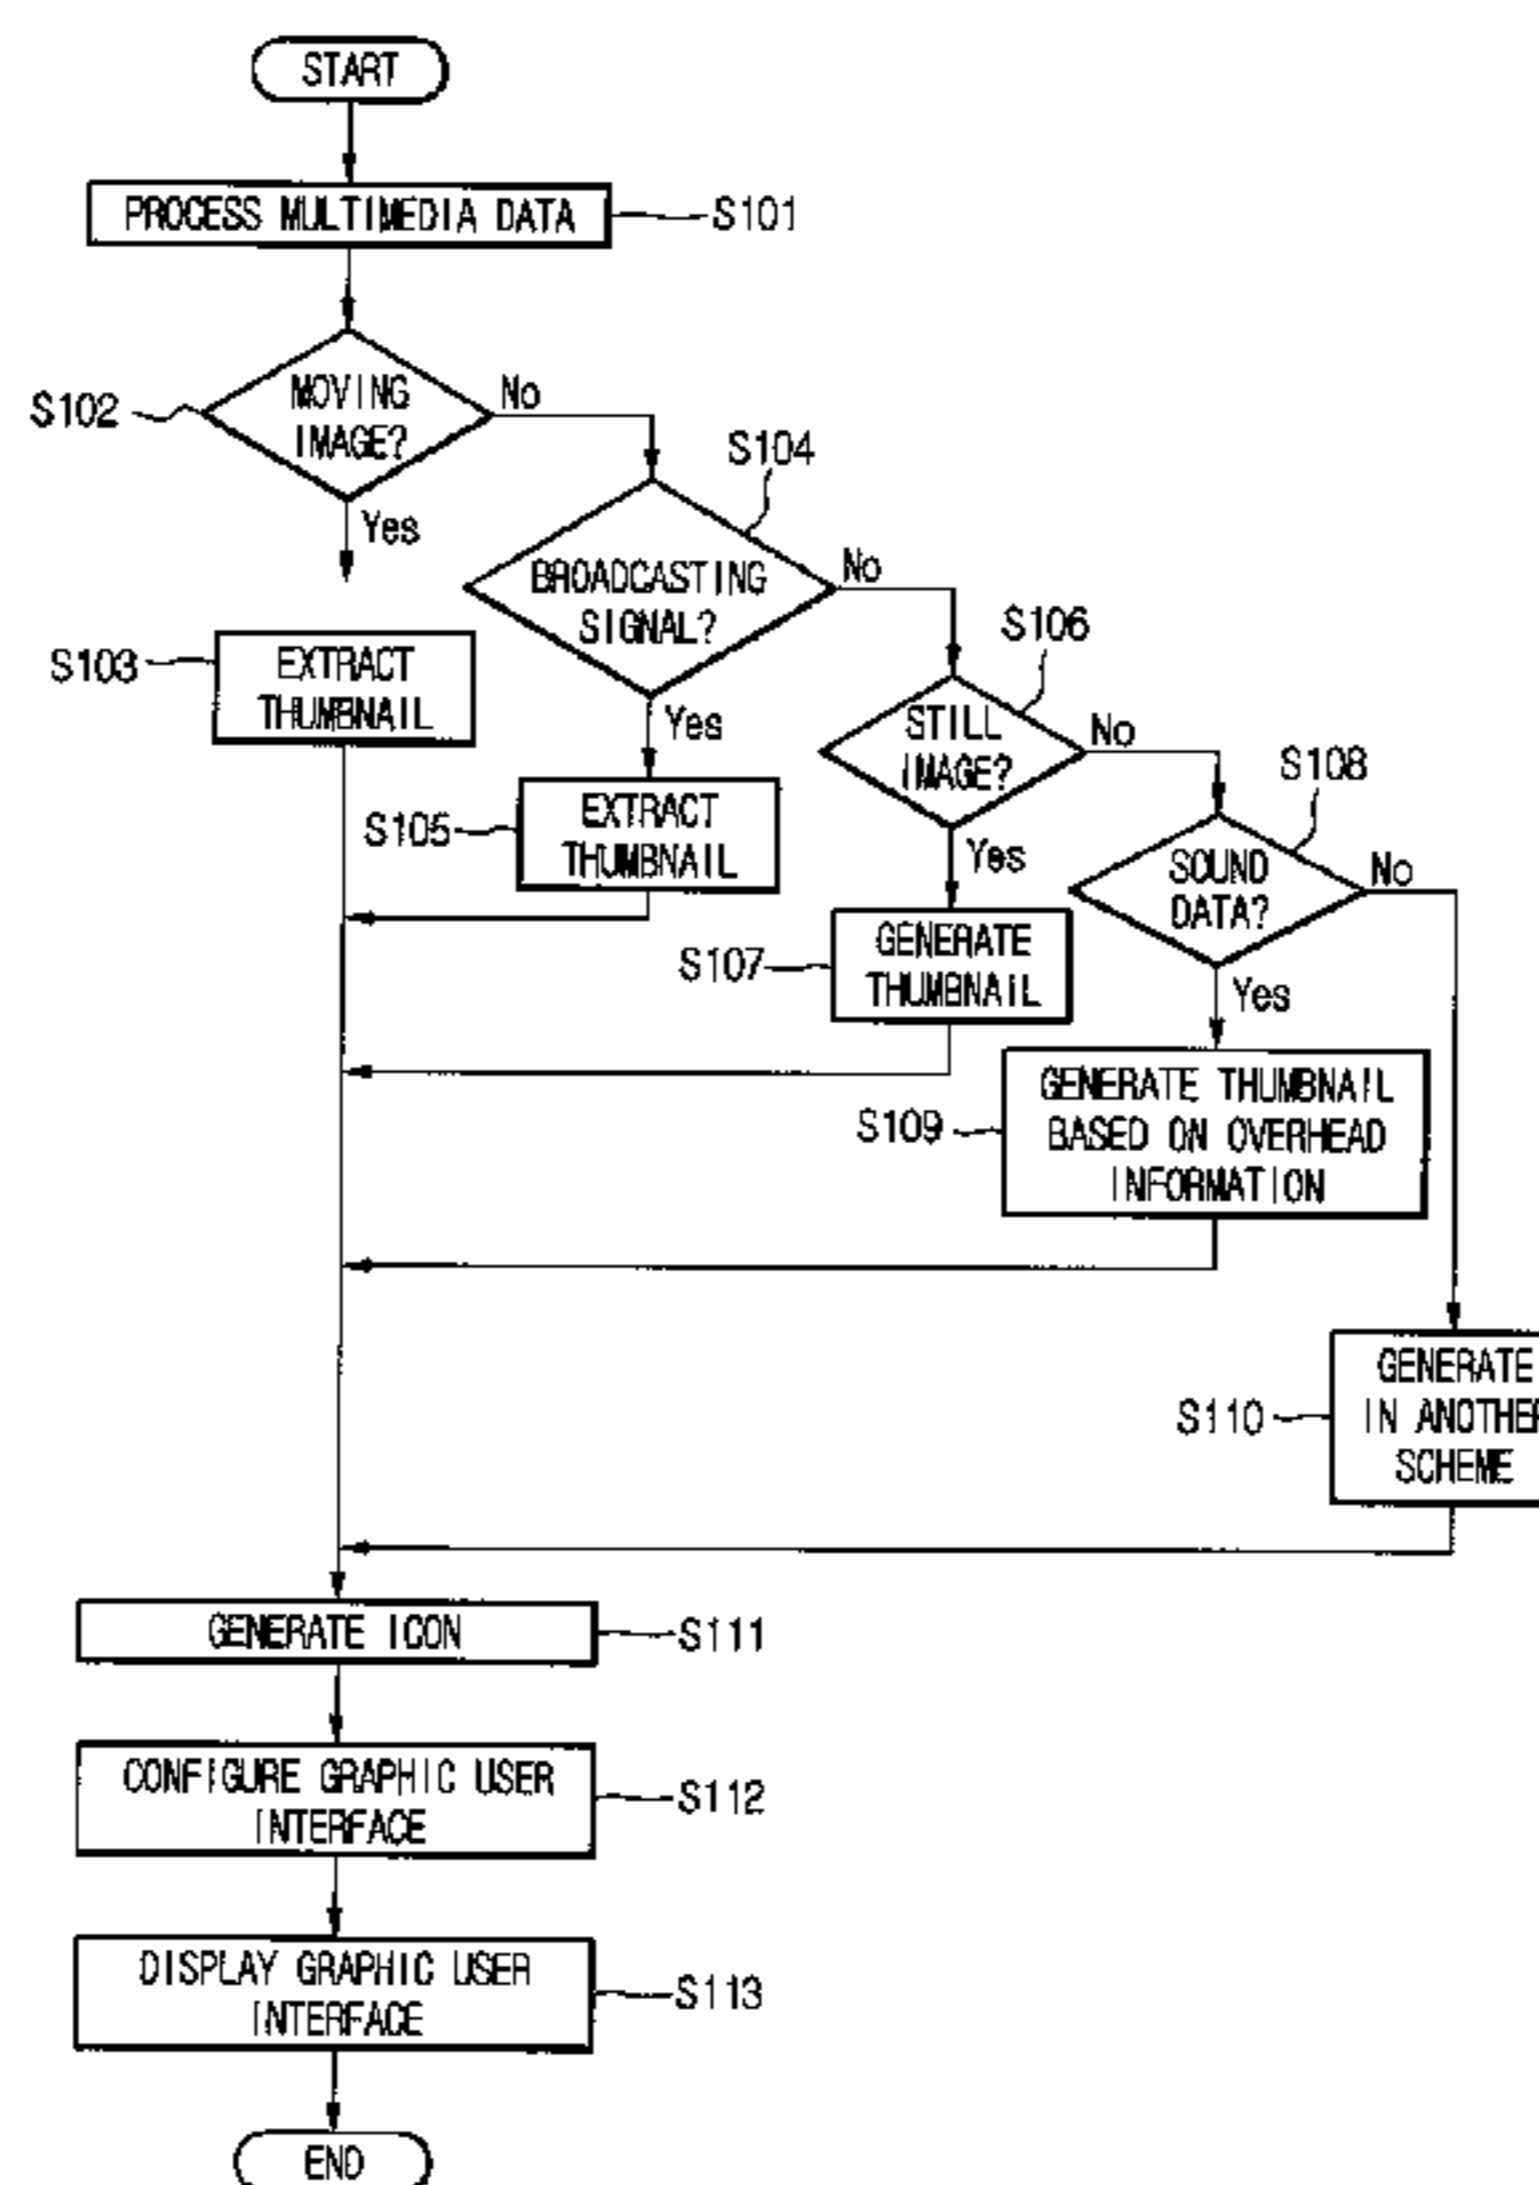 START
PROCESS MULTIMEDIA DATA
S101
MOVING
IMAGE?
S102
No
Yes
S104
BROADCASTING
SIGNAL?
No
Yes
S103
EXTRACT
THUMBNAIL
S106
STILL
IMAGE?
No
Yes
S105
EXTRACT
THUMBNAIL
S108
SOUND
DATA?
No
Yes
S107
GENERATE
THUMBNAIL
S109
GENERATE THUMBNAIL
BASED ON OVERHEAD
INFORMATION
S110
GENERATE
IN ANOTHER
SCHEME
GENERATE ICON
S111
CONFIGURE GRAPHIC USER
INTERFACE
S112
DISPLAY GRAPHIC USER
INTERFACE
S113
END